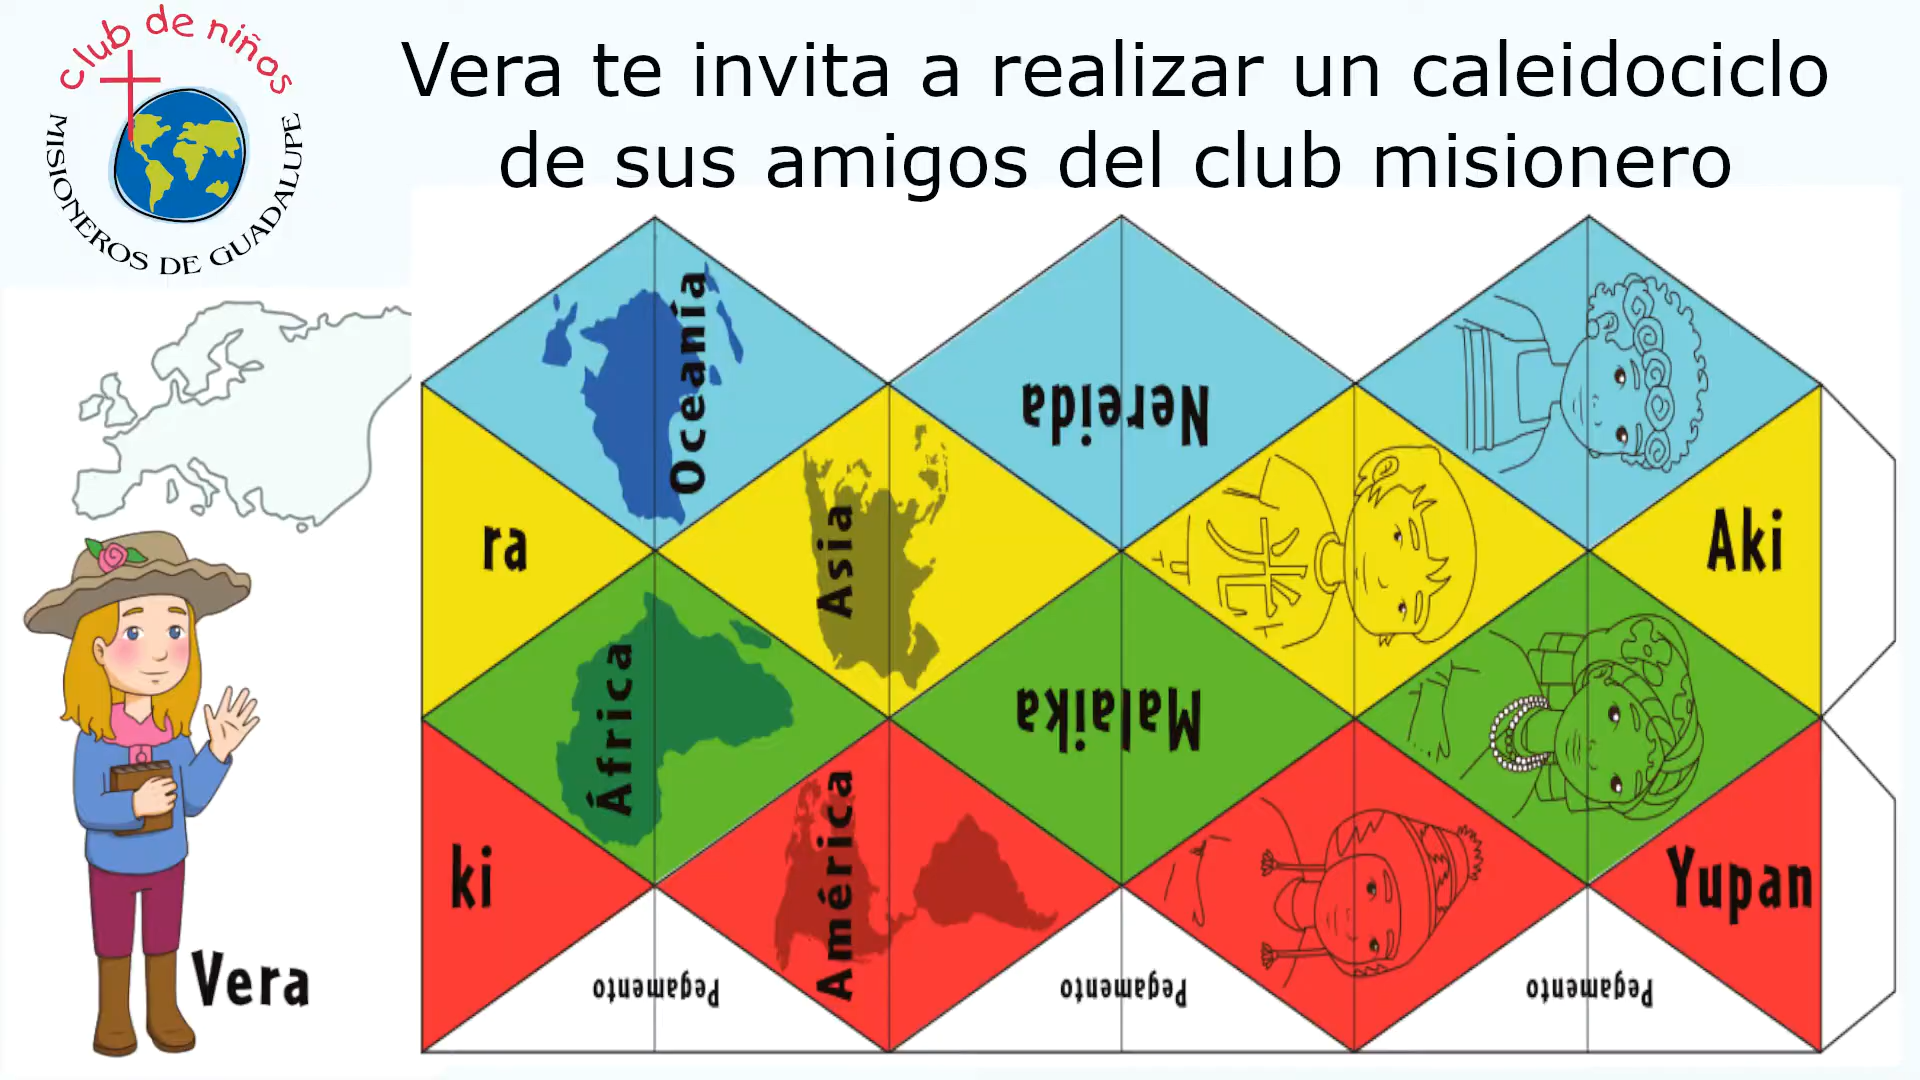 club de niños
MISIONEROS DE GUADALUPE
Vera te invita a realizar un caleidociclo
de sus amigos del club misionero
Oceanía
Nereida
ra
Asia
Aki
África
Malaika
ki
América
Yupan
Vera
Pegamento
Pegamento
Pegamento